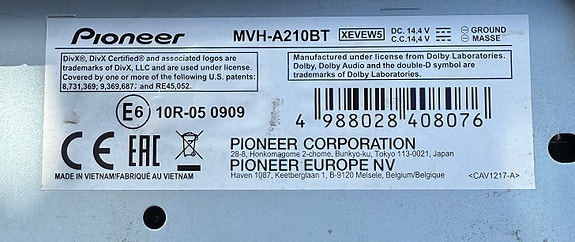 Pioneer MVH-A210BT XEVEW5 DC. 14,4 V GROUND
C.C.14,4 V MASSE
DivX®, DivX Certified® and associated logos are
trademarks of DivX, LLC and are used under license.
Covered by one or more of the following U.S. patents:
8,731,369; 9,369,687; and RE45,052.
Manufactured under license from Dolby Laboratories.
Dolby, Dolby Audio and the double-D symbol are
trademarks of Dolby Laboratories.
E6 10R-05 0909
4 988028 408076
CE EAC
PIONEER CORPORATION
28-8, Honkomagome 2-chome, Bunkyo-ku, Tokyo 113-0021, Japan
PIONEER EUROPE NV
MADE IN VIETNAM/FABRIQUÉ AU VIETNAM Haven 1087, Keetberglaan 1, B-9120 Melsele, Belgium/Belgique <CAV1217-A>